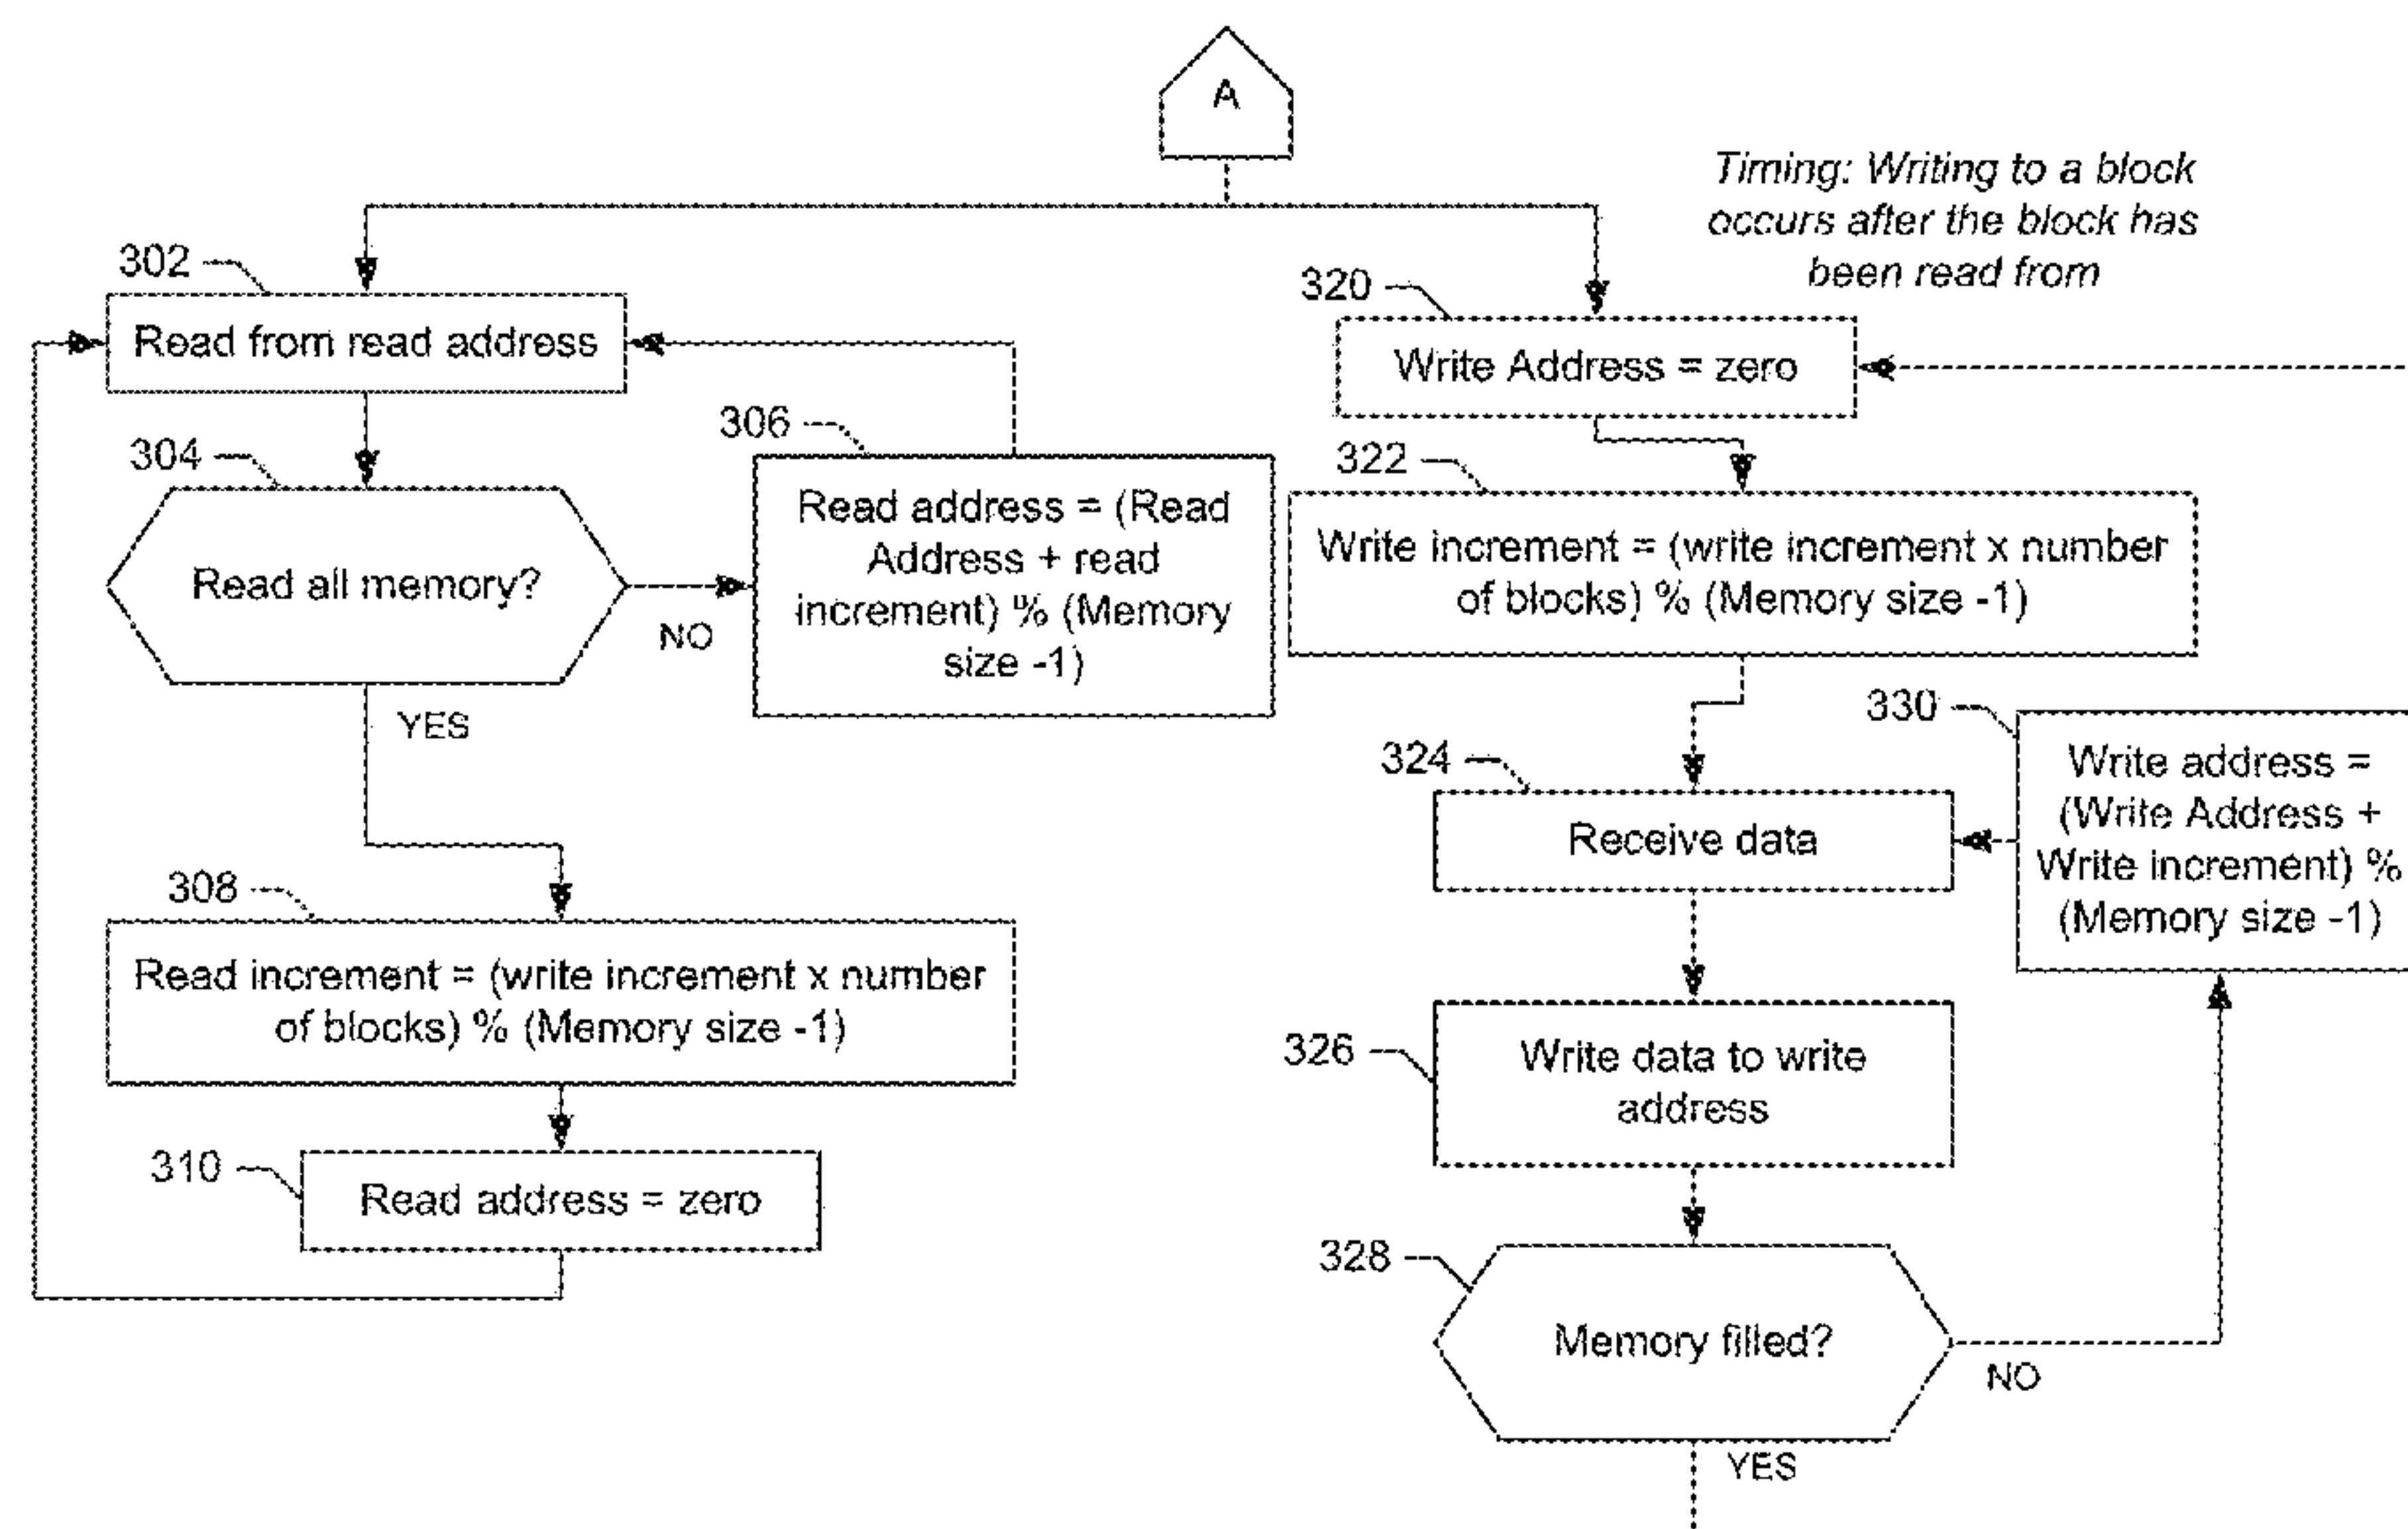 A
Timing: Writing to a block
occurs after the block has
been read from
302
Read from read address
304
Read all memory?
NO
YES
306
Read address = (Read
Address + read
increment) % (Memory
size -1)
308
Read increment = (write increment x number
of blocks) % (Memory size -1)
310
Read address = zero
320
Write Address = zero
322
Write increment = (write increment x number
of blocks) % (Memory size -1)
324
Receive data
330
Write address =
(Write Address +
Write increment) %
(Memory size -1)
326
Write data to write
address
328
Memory filled?
NO
YES